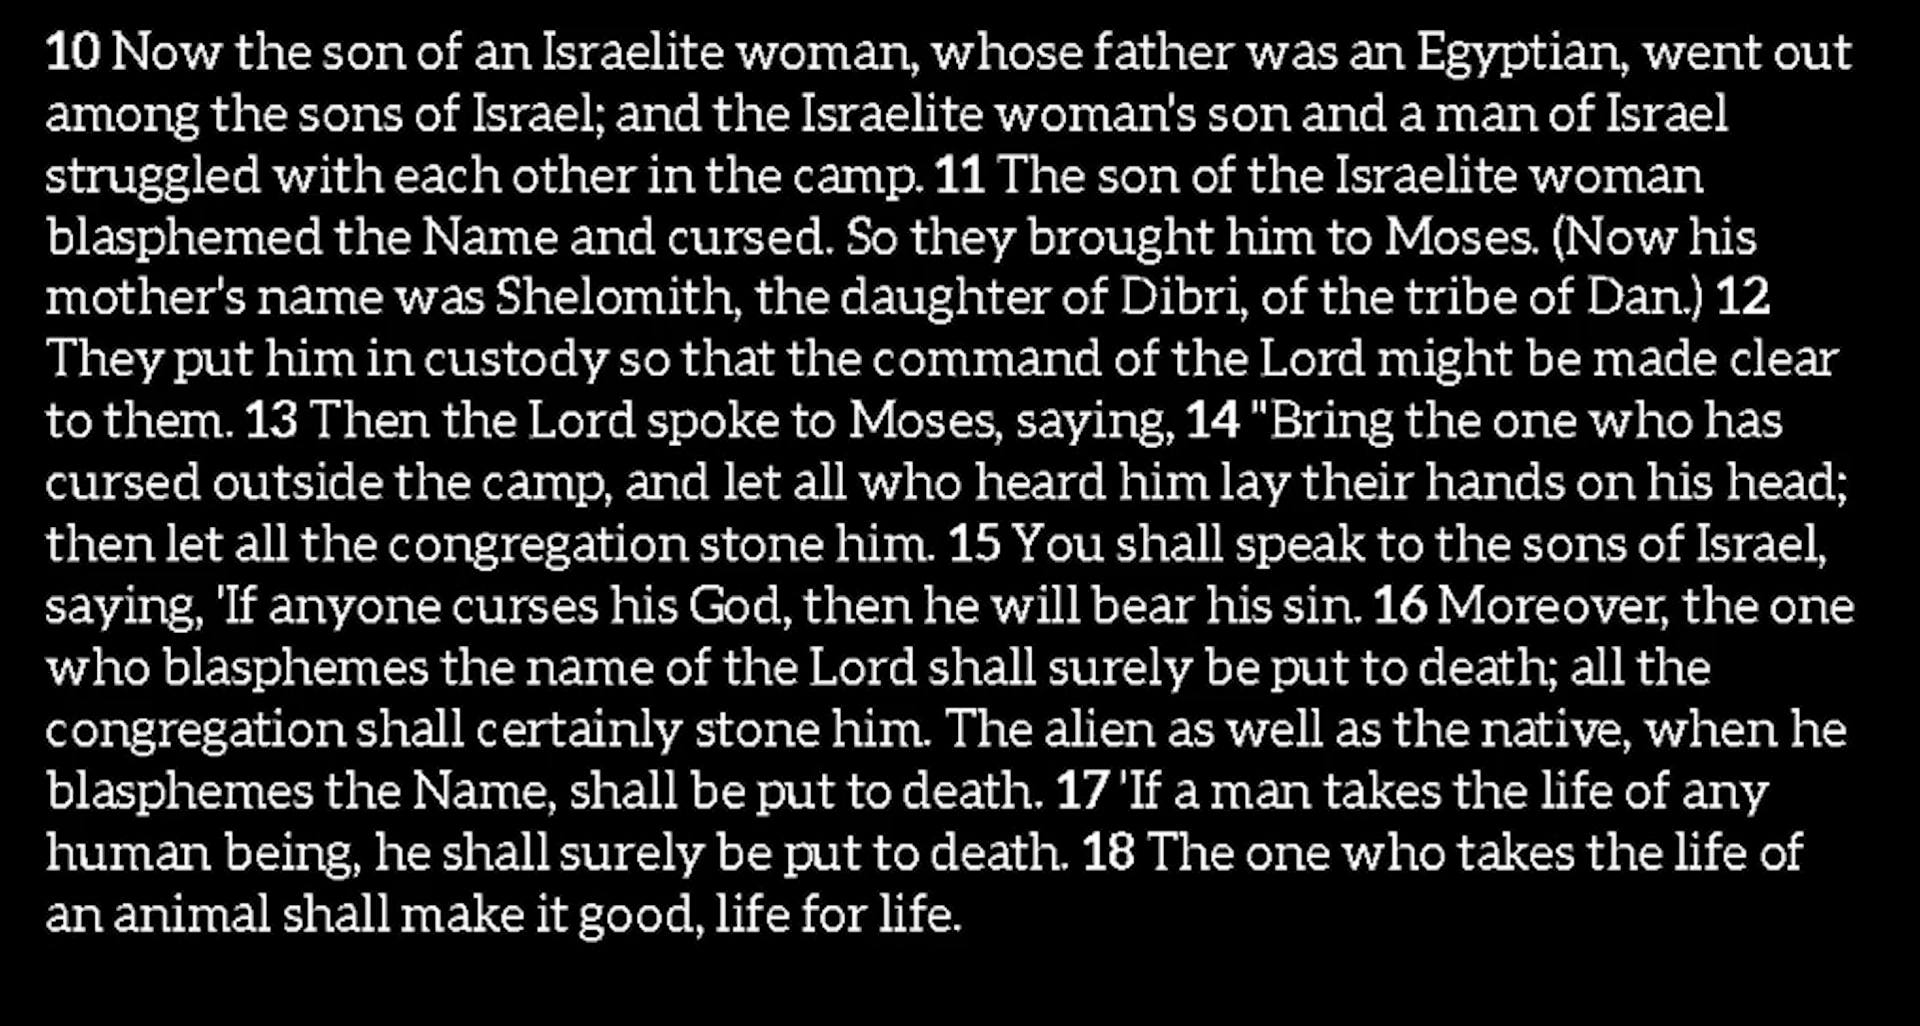 10 Now the son of an Israelite woman, whose father was an Egyptian, went out
among the sons of Israel; and the Israelite woman's son and a man of Israel
struggled with each other in the camp. 11 The son of the Israelite woman
blasphemed the Name and cursed. So they brought him to Moses. (Now his
mother's name was Shelomith, the daughter of Dibri, of the tribe of Dan.) 12
They put him in custody so that the command of the Lord might be made clear
to them. 13 Then the Lord spoke to Moses, saying, 14 "Bring the one who has
cursed outside the camp, and let all who heard him lay their hands on his head;
then let all the congregation stone him. 15 You shall speak to the sons of Israel,
saying, 'If anyone curses his God, then he will bear his sin. 16 Moreover, the one
who blasphemes the name of the Lord shall surely be put to death; all the
congregation shall certainly stone him. The alien as well as the native, when he
blasphemes the Name, shall be put to death. 17 'If a man takes the life of any
human being, he shall surely be put to death. 18 The one who takes the life of
an animal shall make it good, life for life.